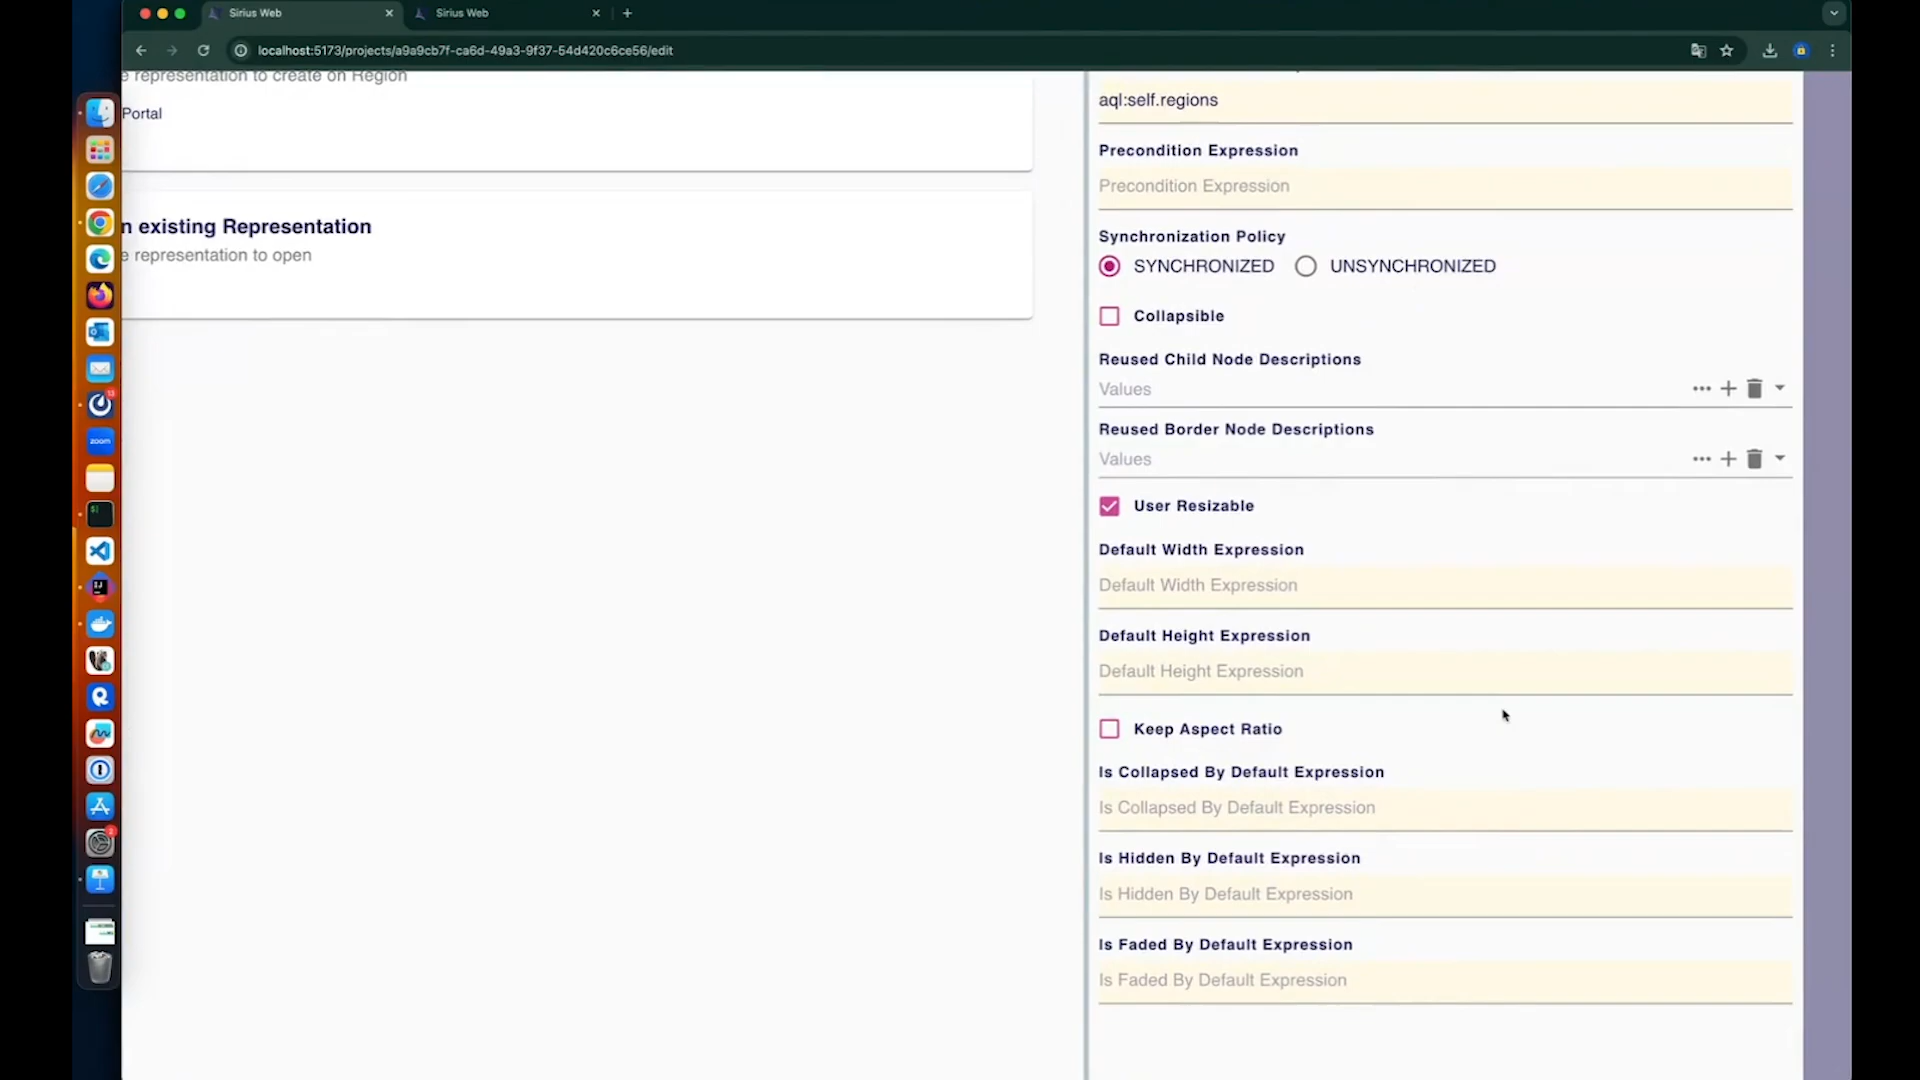 Sirius Web
Sirius Web
localhost:5173/projects/a9a9cb7f-ca6d-49a3-9f37-54d420c6ce56/edit
e representation to create on Region
Portal
n existing Representation
e representation to open
aql:self.regions
Precondition Expression
Precondition Expression
Synchronization Policy
SYNCHRONIZED UNSYNCHRONIZED
Collapsible
Reused Child Node Descriptions
Values
Reused Border Node Descriptions
Values
User Resizable
Default Width Expression
Default Width Expression
Default Height Expression
Default Height Expression
Keep Aspect Ratio
Is Collapsed By Default Expression
Is Collapsed By Default Expression
Is Hidden By Default Expression
Is Hidden By Default Expression
Is Faded By Default Expression
Is Faded By Default Expression
zoom